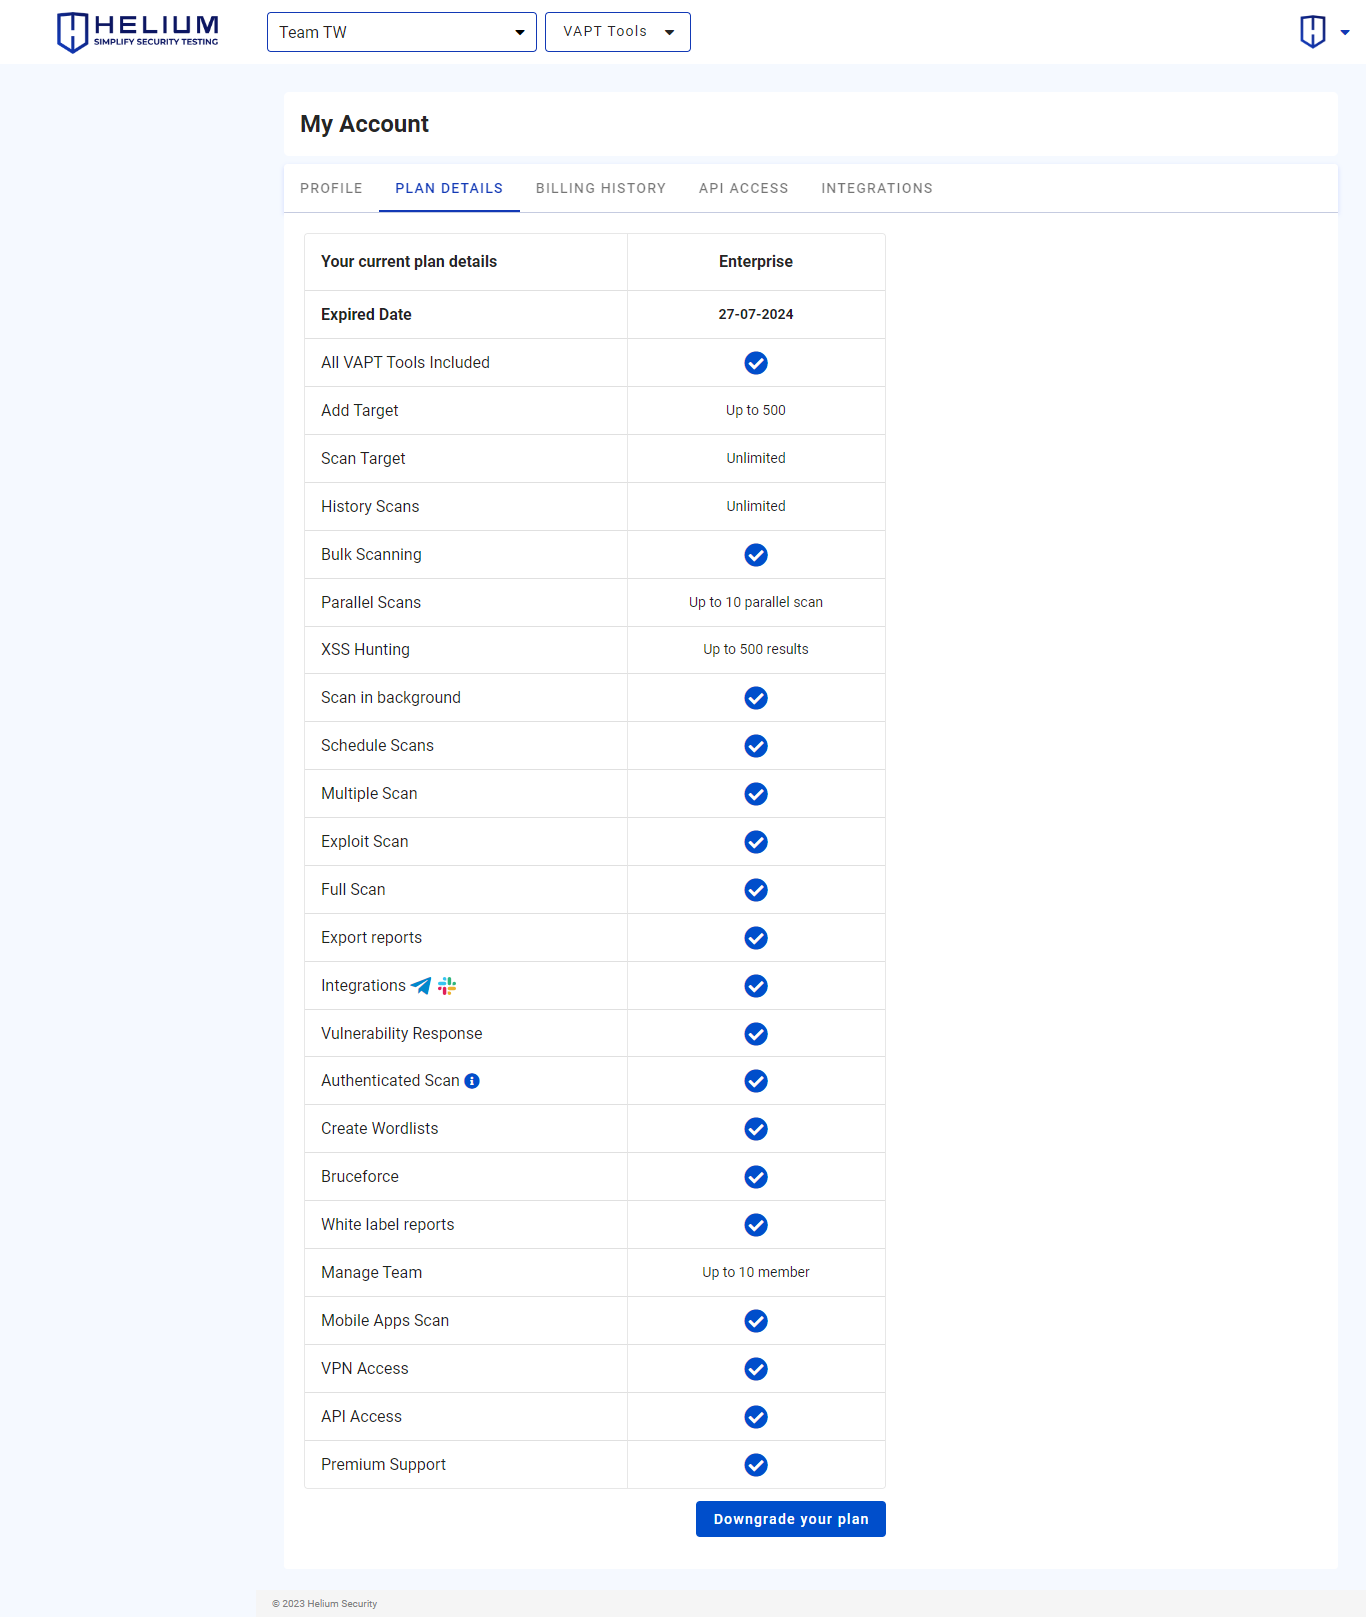 HELIUM
SIMPLIFY SECURITY TESTING
Team TW
VAPT Tools
My Account
PROFILE PLAN DETAILS BILLING HISTORY API ACCESS INTEGRATIONS
Your current plan details Enterprise
Expired Date 27-07-2024
All VAPT Tools Included
Add Target Up to 500
Scan Target Unlimited
History Scans Unlimited
Bulk Scanning
Parallel Scans Up to 10 parallel scan
XSS Hunting Up to 500 results
Scan in background
Schedule Scans
Multiple Scan
Exploit Scan
Full Scan
Export reports
Integrations
Vulnerability Response
Authenticated Scan
Create Wordlists
Bruceforce
White label reports
Manage Team Up to 10 member
Mobile Apps Scan
VPN Access
API Access
Premium Support
Downgrade your plan
© 2023 Helium Security